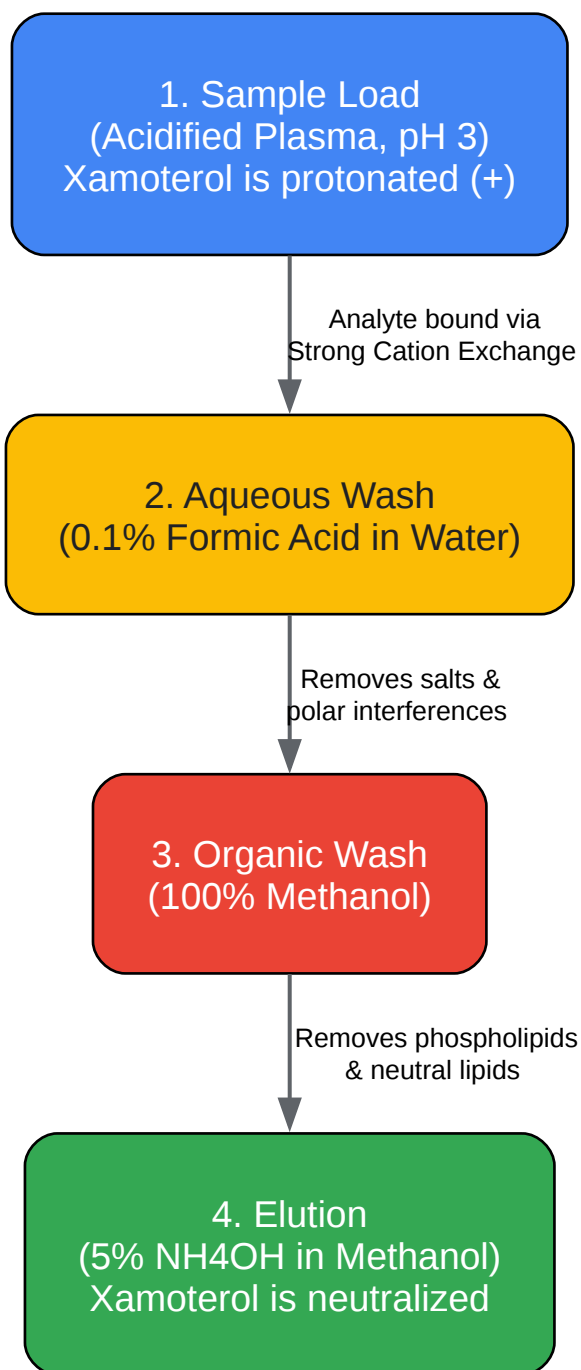 1. Sample Load
(Acidified Plasma, pH 3)
Xamoterol is protonated (+)
Analyte bound via
Strong Cation Exchange
2. Aqueous Wash
(0.1% Formic Acid in Water)
Removes salts &
polar interferences
3. Organic Wash
(100% Methanol)
Removes phospholipids
& neutral lipids
4. Elution
(5% NH4OH in Methanol)
Xamoterol is neutralized